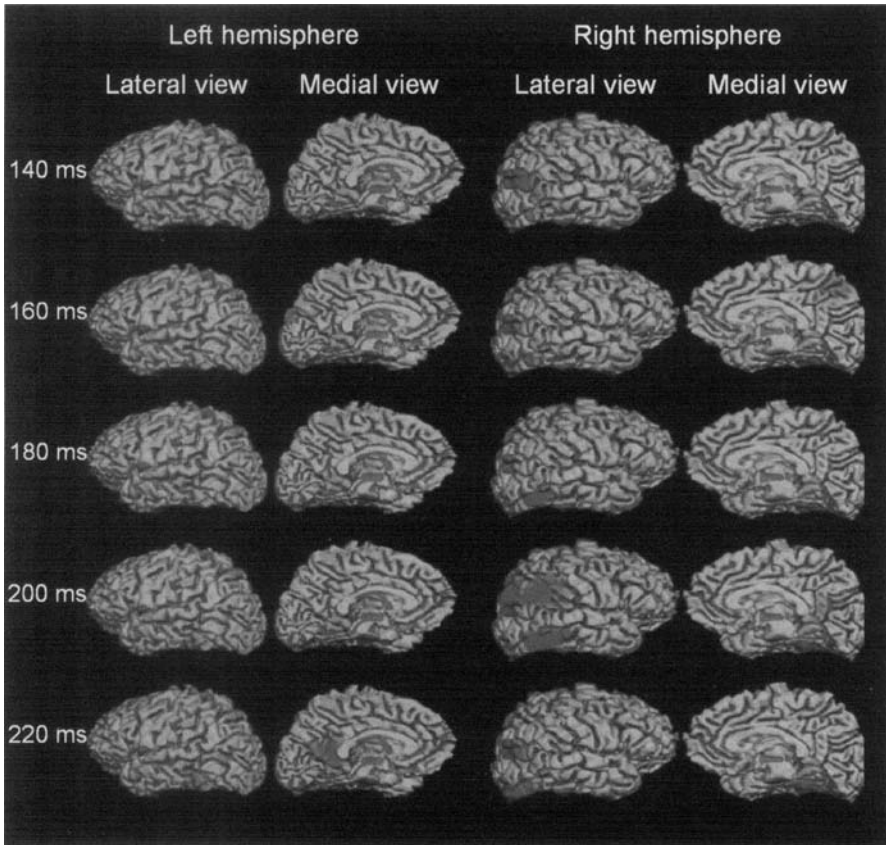 Left hemisphere Right hemisphere
Lateral view Medial view Lateral view Medial view
140 ms
160 ms
180 ms
200 ms
220 ms